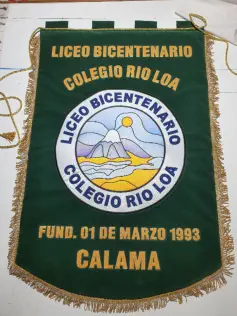 LICEO BICENTENARIO
COLEGIO RIO LOA
LICEO BICENTENARIO
COLEGIO RIO LOA
FUND. 01 DE MARZO 1993
CALAMA